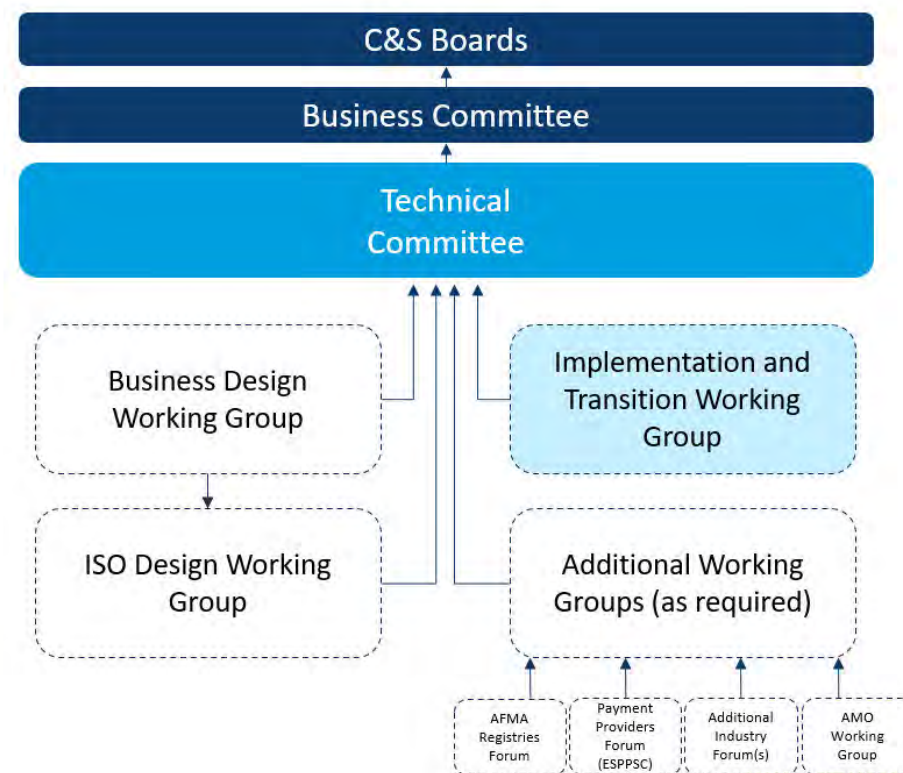 C&S Boards
Business Committee
Technical
Committee
Business Design
Working Group
Implementation and
Transition Working
Group
ISO Design Working
Group
Additional Working
Groups (as required)
AFMA
Registries
Forum
Payment
Providers
Forum
(ESPPSC)
Additional
Industry
Forum(s)
AMO
Working
Group